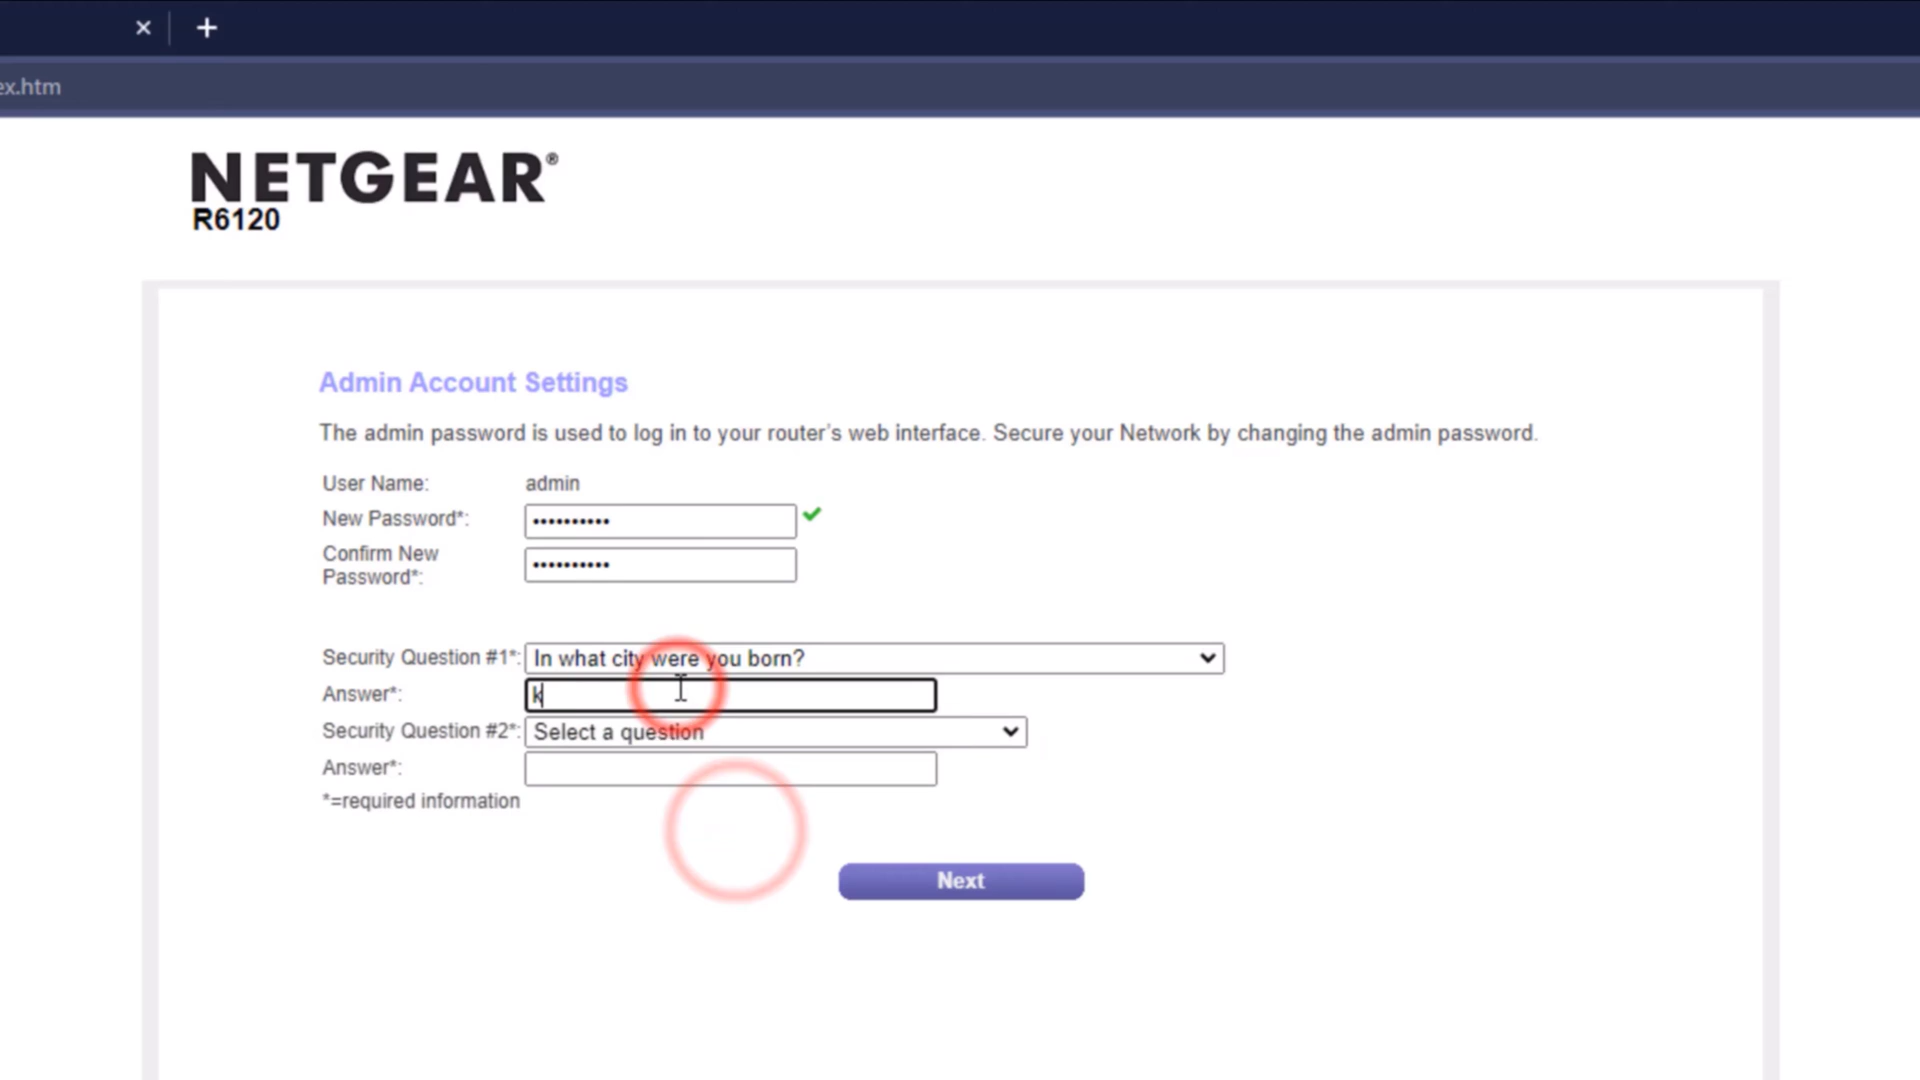 ex.htm
NETGEAR®
R6120
Admin Account Settings
The admin password is used to log in to your router's web interface. Secure your Network by changing the admin password.
User Name: admin
New Password*: ••••••••••
Confirm New
Password*: ••••••••••
Security Question #1*: In what city were you born?
Answer*: k
Security Question #2*: Select a question
Answer*:
*=required information
Next